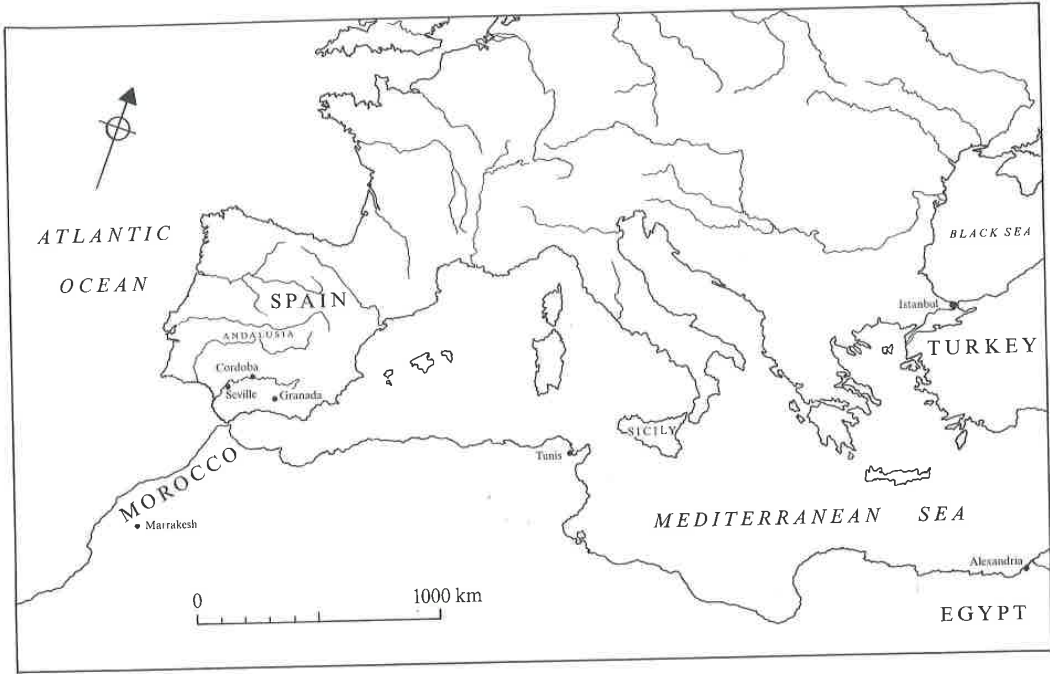 ATLANTIC
OCEAN
BLACK SEA
SPAIN
Istanbul
ANDALUSIA
TURKEY
Cordoba
Seville
Granada
SICILY
Tunis
MOROCCO
Marrakesh
MEDITERRANEAN SEA
Alexandria
0 1000 km
EGYPT